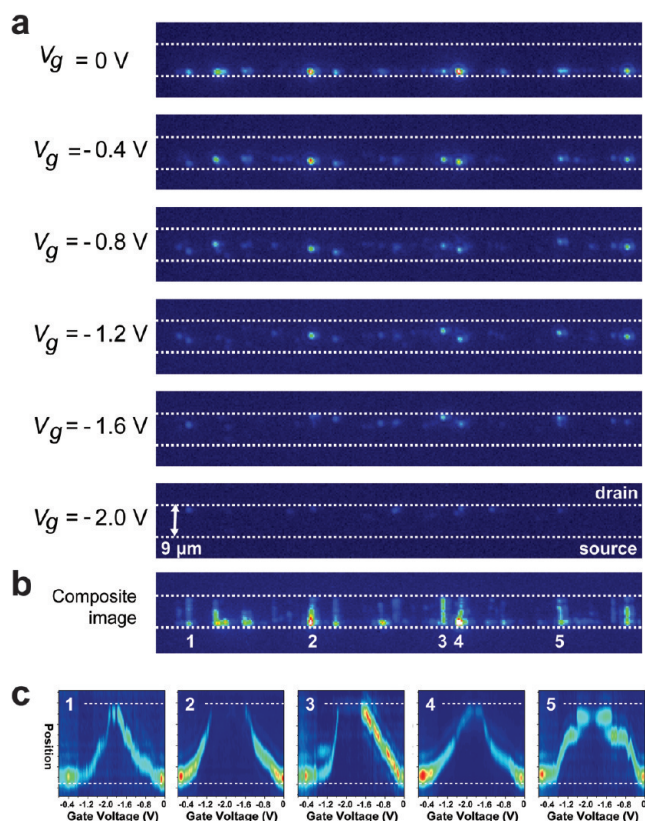 a
Vg = 0 V
Vg = - 0.4 V
Vg = - 0.8 V
Vg = - 1.2 V
Vg = - 1.6 V
Vg = - 2.0 V
drain
9 µm
source
b
Composite
image
1 2 3 4 5
c
Position
1 2 3 4 5
-0.4 -1.2 -2.0 -1.6 -0.8 0 -0.4 -1.2 -2.0 -1.6 -0.8 0 -0.4 -1.2 -2.0 -1.6 -0.8 0 -0.4 -1.2 -2.0 -1.6 -0.8 0 -0.4 -1.2 -2.0 -1.6 -0.8 0
Gate Voltage (V) Gate Voltage (V) Gate Voltage (V) Gate Voltage (V) Gate Voltage (V)